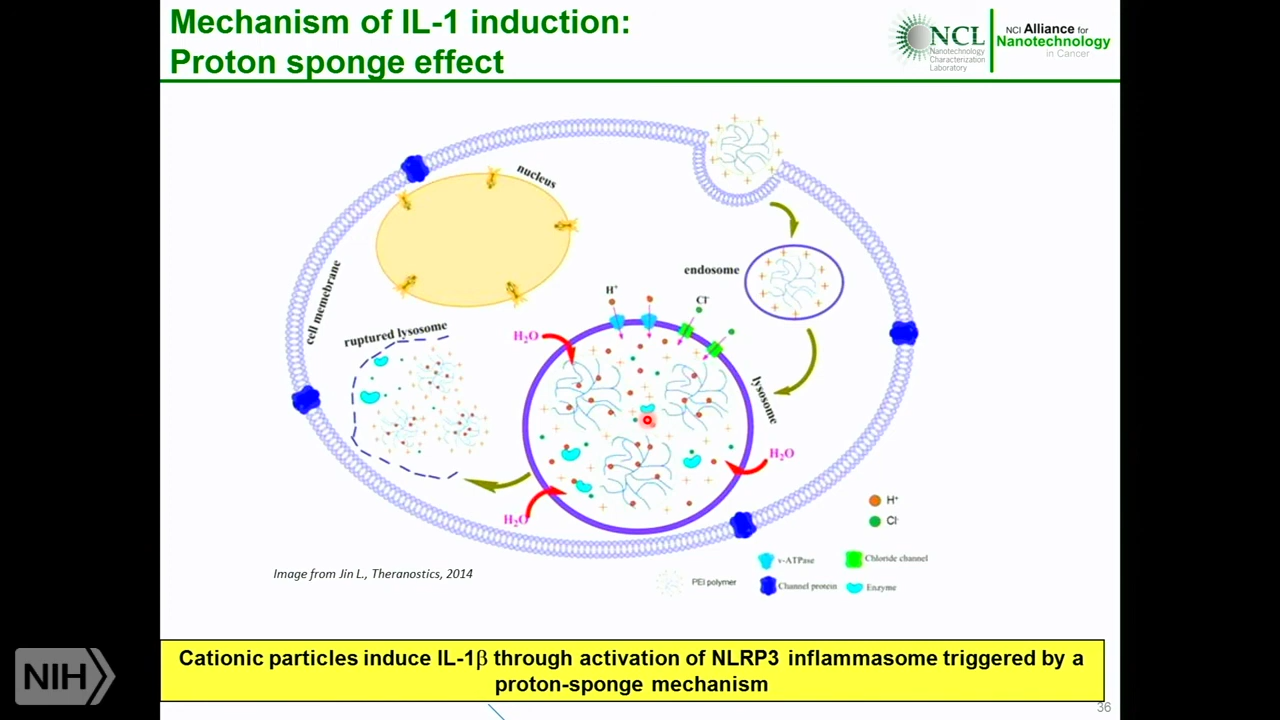 Mechanism of IL-1 induction:
Proton sponge effect
NCL
Nanotechnology
Characterization
Laboratory
NCI Alliance for
Nanotechnology
in Cancer
nucleus
endosome
cell memebrane
ruptured lysosome
H⁺
Cl⁻
H₂O
lysosome
H₂O
H₂O
H⁺
Cl⁻
v-ATPase
Chloride channel
PEI polymer
Channel protein
Enzyme
Image from Jin L., Theranostics, 2014
Cationic particles induce IL-1β through activation of NLRP3 inflammasome triggered by a
proton-sponge mechanism
36
NIH